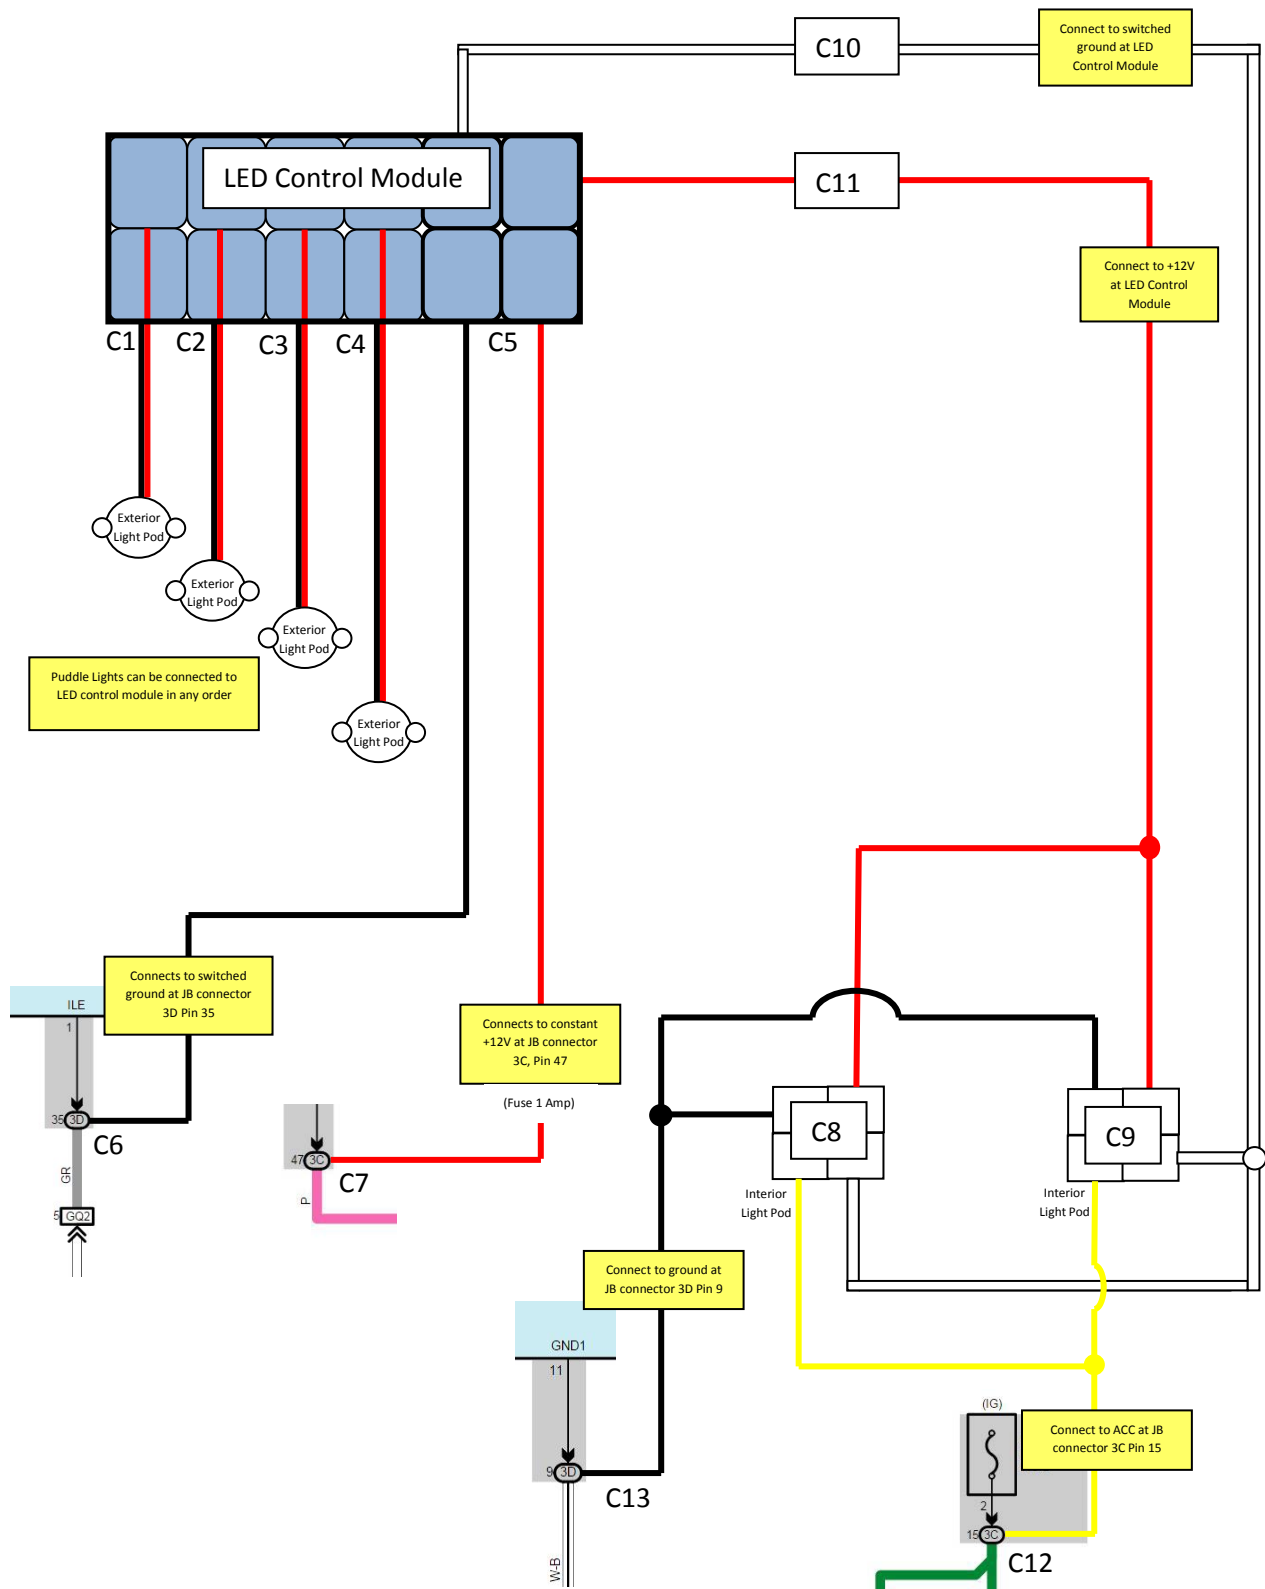 C10
Connect to switched
ground at LED
Control Module
LED Control Module
C11
Connect to +12V
at LED Control
Module
C1
C2
C3
C4
C5
Exterior
Light Pod
Exterior
Light Pod
Exterior
Light Pod
Exterior
Light Pod
Puddle Lights can be connected to
LED control module in any order
Connects to switched
ground at JB connector
3D Pin 35
ILE
1
35
3D
C6
GR
5
GQ2
Connects to constant
+12V at JB connector
3C, Pin 47
(Fuse 1 Amp)
47
3C
C7
P
C8
C9
Interior
Light Pod
Interior
Light Pod
Connect to ground at
JB connector 3D Pin 9
GND1
11
9
3D
C13
W-B
(IG)
Connect to ACC at JB
connector 3C Pin 15
2
15
3C
C12